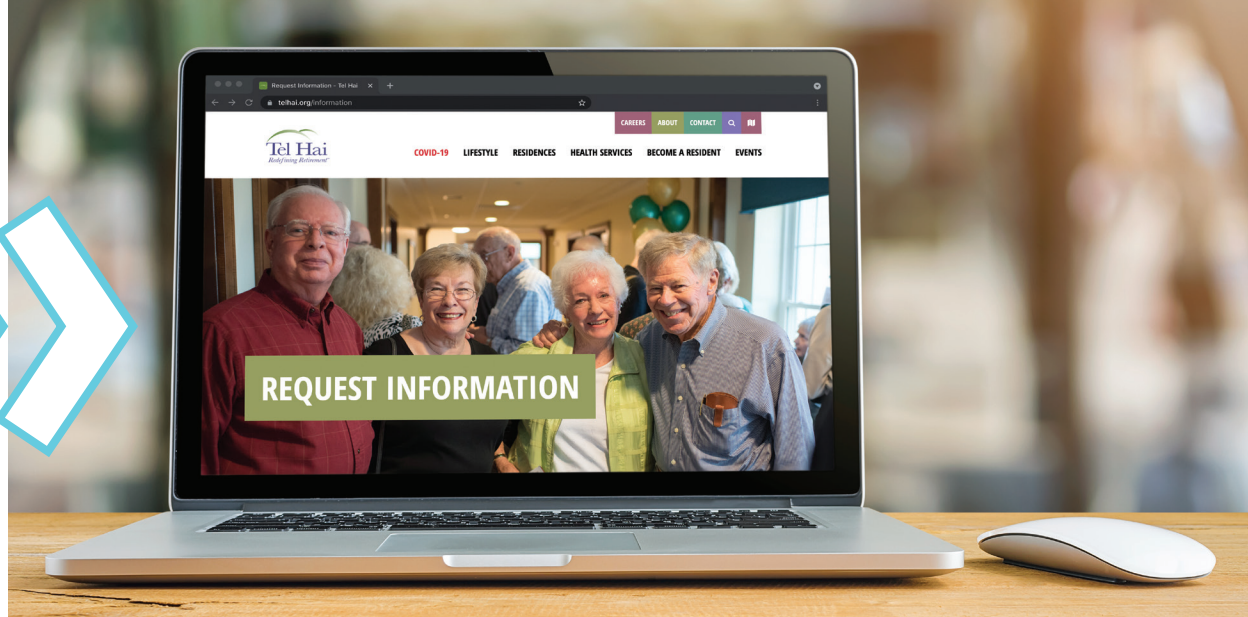 Request Information - Tel Hai
telhai.org/information
CAREERS ABOUT CONTACT
Tel Hai
Redefining Retirement
COVID-19 LIFESTYLE RESIDENCES HEALTH SERVICES BECOME A RESIDENT EVENTS
REQUEST INFORMATION